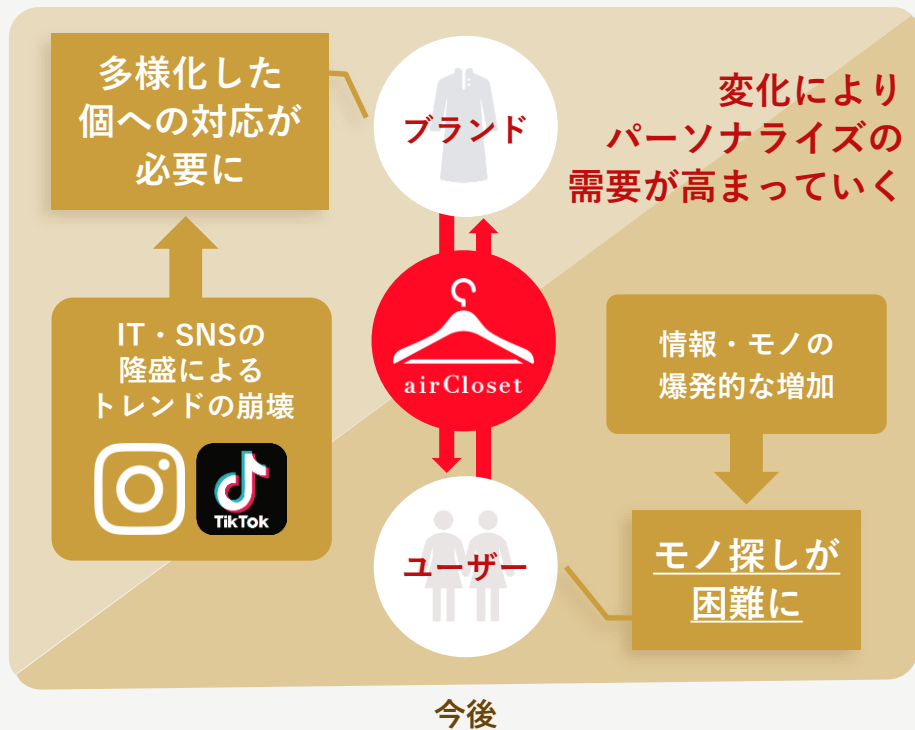 多様化した
個への対応が
必要に
ブランド
変化により
パーソナライズの
需要が高まっていく
IT・SNSの
隆盛による
トレンドの崩壊
TikTok
airCloset
情報・モノの
爆発的な増加
ユーザー
モノ探しが
困難に
今後